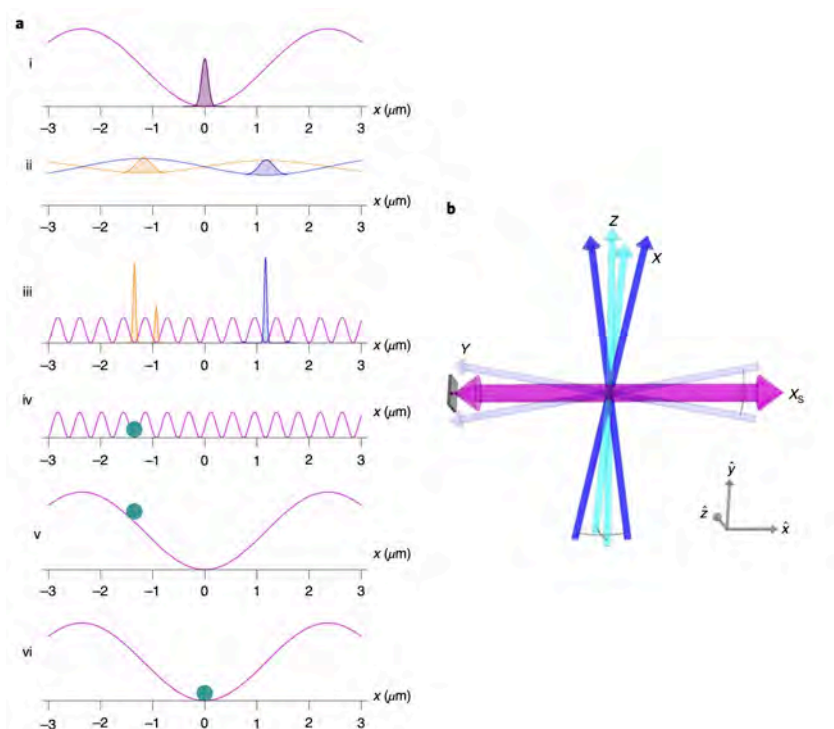 a
i
x (μm)
–3 –2 –1 0 1 2 3
ii
x (μm)
–3 –2 –1 0 1 2 3
iii
x (μm)
–3 –2 –1 0 1 2 3
iv
x (μm)
–3 –2 –1 0 1 2 3
v
x (μm)
–3 –2 –1 0 1 2 3
vi
x (μm)
–3 –2 –1 0 1 2 3
b
Z
X
Y
Xs
ŷ
ẑ
x̂